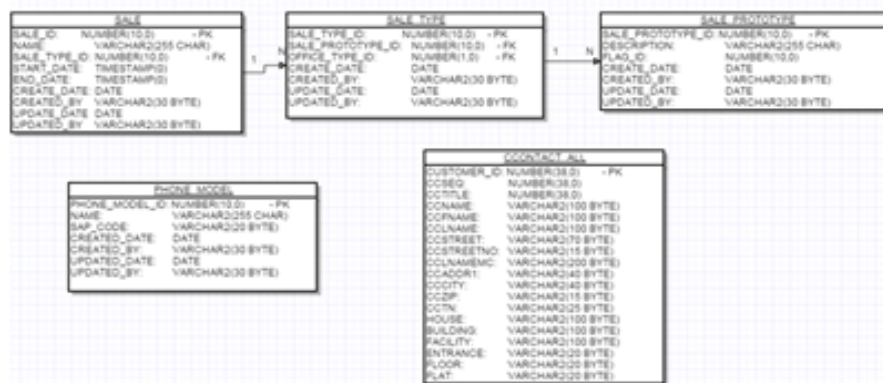 SALE
SALE_ID: NUMBER(10,0) - PK
NAME: VARCHAR2(255 CHAR)
SALE_TYPE_ID: NUMBER(10,0) - FK
START_DATE: TIMESTAMP(0)
END_DATE: TIMESTAMP(0)
CREATE_DATE: DATE
CREATED_BY: VARCHAR2(30 BYTE)
UPDATE_DATE DATE
UPDATED_BY VARCHAR2(30 BYTE)
1
N
SALE_TYPE
SALE_TYPE_ID: NUMBER(10,0) - PK
SALE_PROTOTYPE_ID: NUMBER(10,0) - FK
OFFICE_TYPE_ID: NUMBER(1,0) - FK
CREATE_DATE: DATE
CREATED_BY: VARCHAR2(30 BYTE)
UPDATE_DATE: DATE
UPDATED_BY: VARCHAR2(30 BYTE)
1
N
SALE_PROTOTYPE
SALE_PROTOTYPE_ID: NUMBER(10,0) - PK
DESCRIPTION: VARCHAR2(255 CHAR)
FLAG_ID: NUMBER(10,0)
CREATE_DATE: DATE
CREATED_BY: VARCHAR2(30 BYTE)
UPDATE_DATE: DATE
UPDATED_BY: VARCHAR2(30 BYTE)
PHONE_MODEL
PHONE_MODEL_ID: NUMBER(10,0) - PK
NAME: VARCHAR2(255 CHAR)
SAP_CODE: VARCHAR2(20 BYTE)
CREATED_DATE: DATE
CREATED_BY: VARCHAR2(30 BYTE)
UPDATED_DATE: DATE
UPDATED_BY: VARCHAR2(30 BYTE)
CCONTACT_ALL
CUSTOMER_ID: NUMBER(38,0) - PK
CCSEQ: NUMBER(38,0)
CCTITLE: NUMBER(38,0)
CCNAME: VARCHAR2(100 BYTE)
CCFNAME: VARCHAR2(100 BYTE)
CCLNAME: VARCHAR2(100 BYTE)
CCSTREET: VARCHAR2(70 BYTE)
CCSTREETNO: VARCHAR2(15 BYTE)
CCLNAMEMC: VARCHAR2(200 BYTE)
CCADDR1: VARCHAR2(40 BYTE)
CCCITY: VARCHAR2(40 BYTE)
CCZIP: VARCHAR2(15 BYTE)
CCTN: VARCHAR2(25 BYTE)
HOUSE: VARCHAR2(100 BYTE)
BUILDING: VARCHAR2(100 BYTE)
FACILITY: VARCHAR2(100 BYTE)
ENTRANCE: VARCHAR2(20 BYTE)
FLOOR: VARCHAR2(20 BYTE)
FLAT: VARCHAR2(20 BYTE)